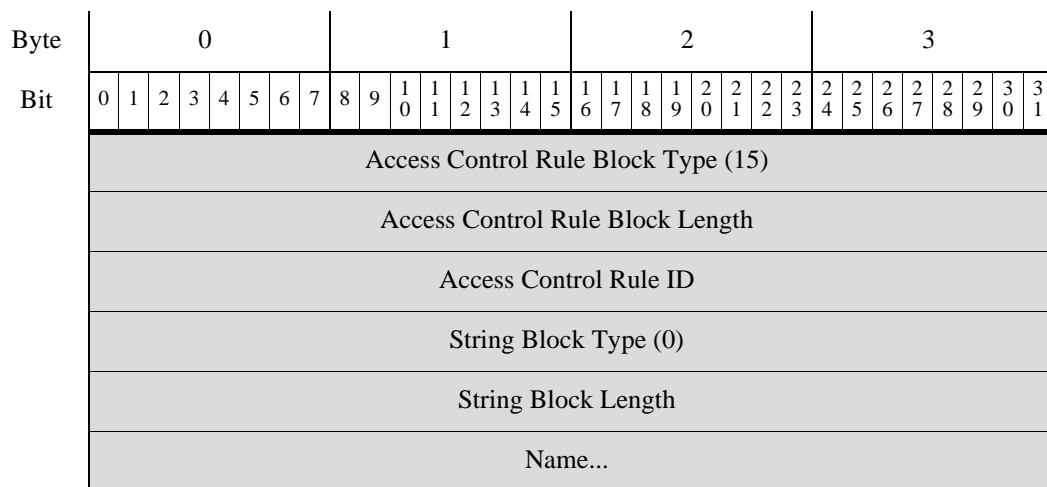 Byte 0 1 2 3
Bit 0 1 2 3 4 5 6 7 8 9 10 11 12 13 14 15 16 17 18 19 20 21 22 23 24 25 26 27 28 29 30 31
Access Control Rule Block Type (15)
Access Control Rule Block Length
Access Control Rule ID
String Block Type (0)
String Block Length
Name...